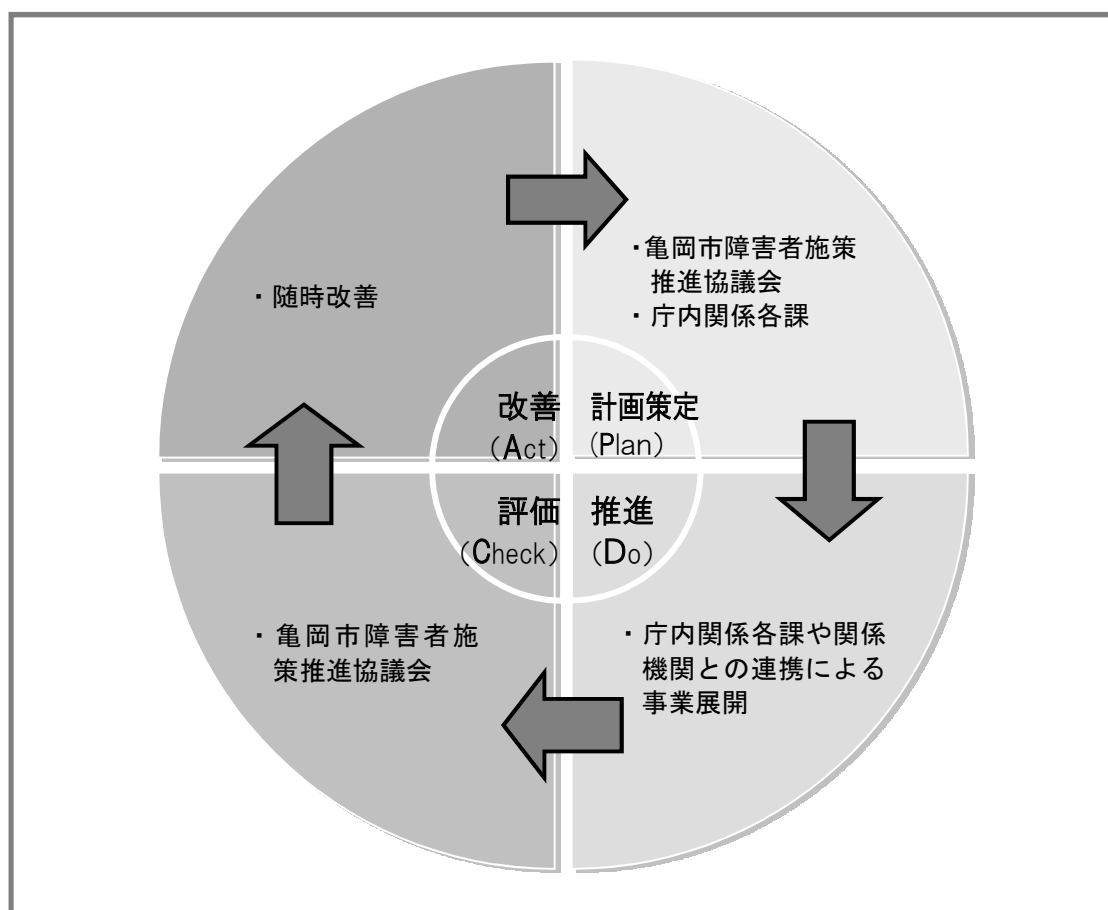 ・亀岡市障害者施策
推進協議会
・庁内関係各課
・随時改善
改善
(Act)
計画策定
(Plan)
評価
(Check)
推進
(Do)
・亀岡市障害者施
策推進協議会
・庁内関係各課や関係
機関との連携による
事業展開